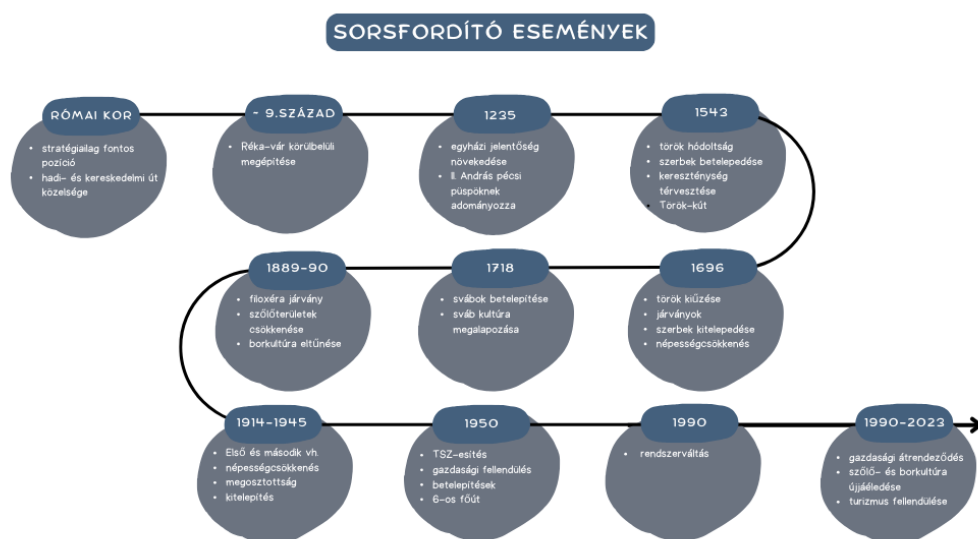 SORSFORDÍTÓ ESEMÉNYEK
RÓMAI KOR
• stratégiailag fontos
pozíció
• hadi- és kereskedelmi út
közelsége
~ 9.SZÁZAD
• Réka-vár körülbelüli
megépítése
1235
• egyházi jelentőség
növekedése
• II. András pécsi
püspöknek
adományozza
1543
• török hódoltság
• szerbek betelepedése
• kereszténység
térvesztése
• Török-kút
1696
• török kiűzése
• járványok
• szerbek kitelepedése
• népességcsökkenés
1718
• svábok betelepítése
• sváb kultúra
megalapozása
1889-90
• filoxéra járvány
• szőlőterületek
csökkenése
• borkultúra eltűnése
1914-1945
• Első és második vh.
• népességcsökkenés
• megosztottság
• kitelepítés
1950
• TSZ-esítés
• gazdasági fellendülés
• betelepítések
• 6-os főút
1990
• rendszerváltás
1990-2023
• gazdasági átrendeződés
• szőlő- és borkultúra
újjáéledése
• turizmus fellendülése